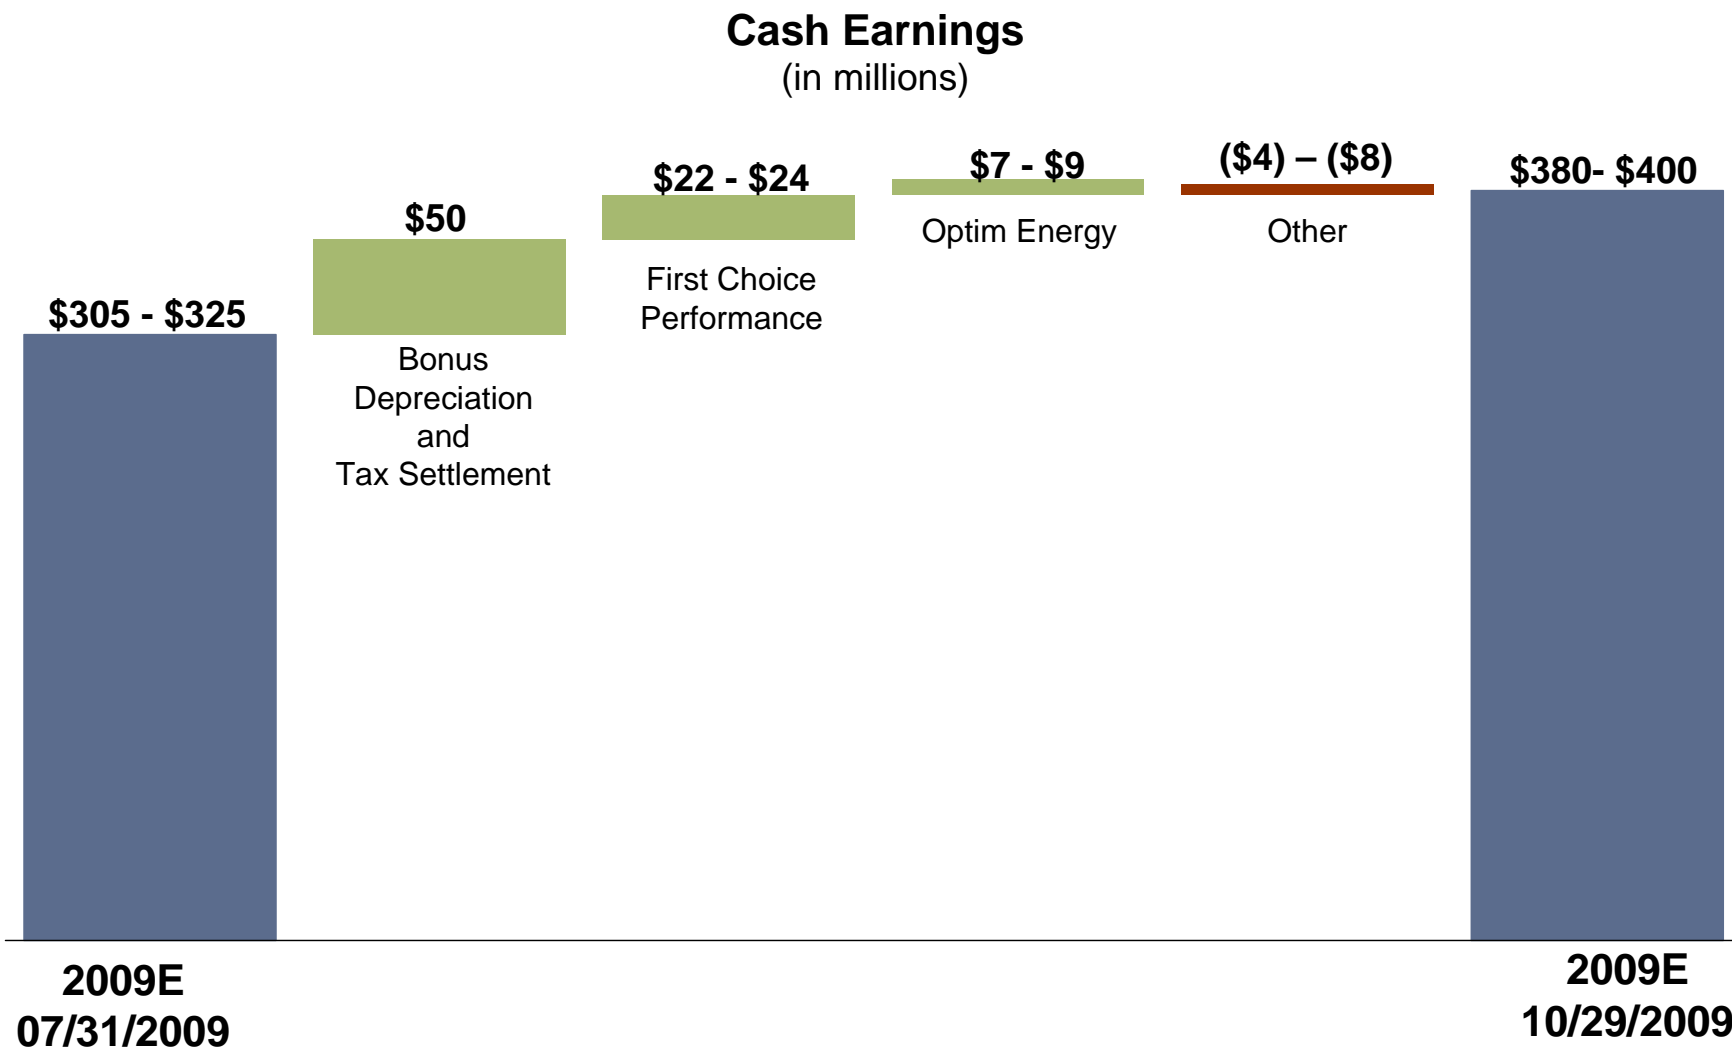 Cash Earnings
(in millions)
$305 - $325
$50
Bonus
Depreciation
and
Tax Settlement
$22 - $24
First Choice
Performance
$7 - $9
Optim Energy
($4) – ($8)
Other
$380- $400
2009E
07/31/2009
2009E
10/29/2009